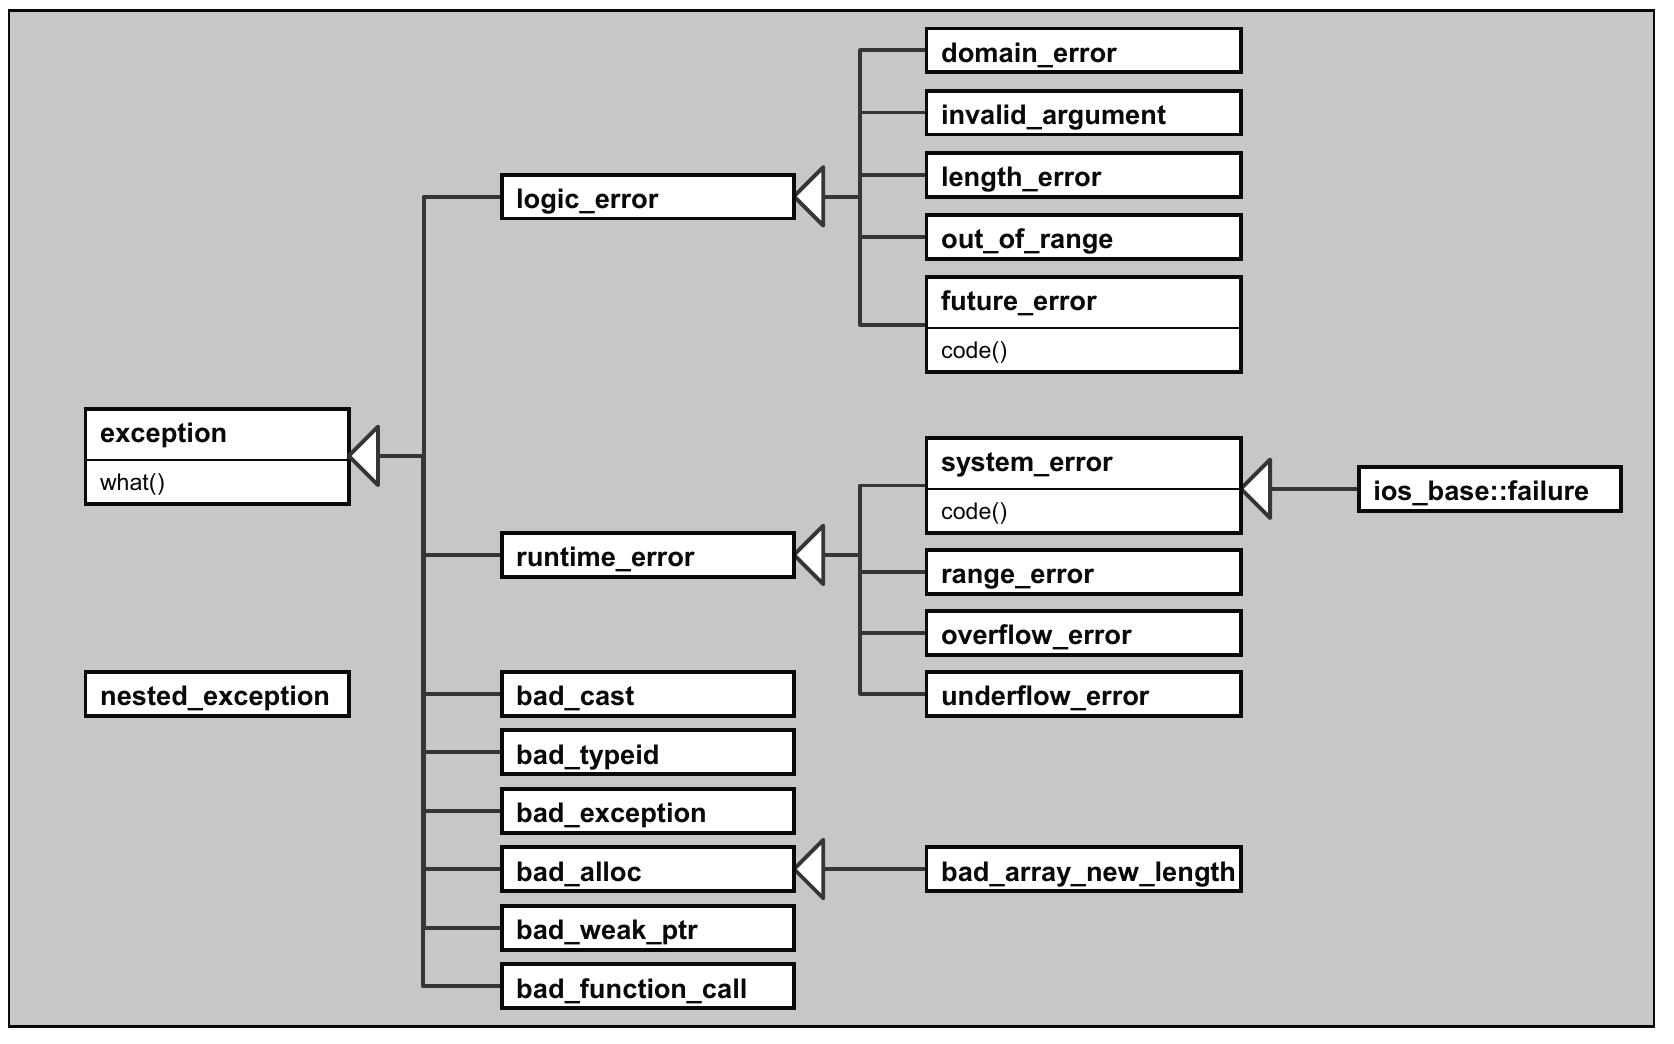 domain_error
invalid_argument
length_error
logic_error
out_of_range
future_error
code()
exception
what()
system_error
code()
ios_base::failure
runtime_error
range_error
overflow_error
nested_exception
bad_cast
underflow_error
bad_typeid
bad_exception
bad_alloc
bad_array_new_length
bad_weak_ptr
bad_function_call